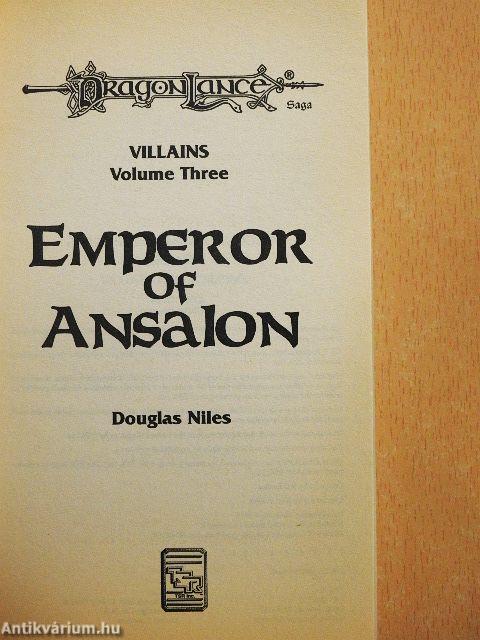 DRAGONLANCE®
Saga
VILLAINS
Volume Three
EMPEROR
OF
ANSALON
Douglas Niles
TSR
Antikvárium.hu